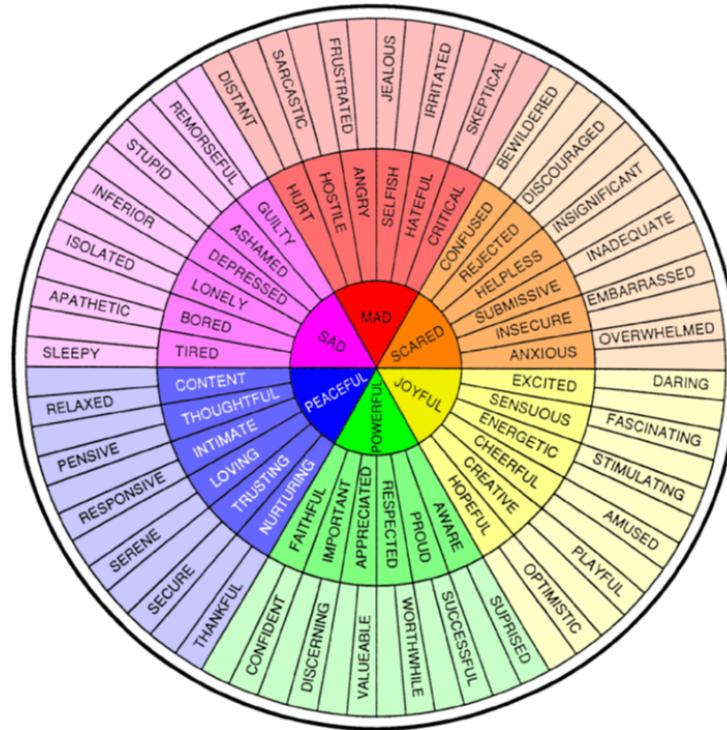 MAD
SCARED
JOYFUL
POWERFUL
PEACEFUL
SAD
HURT
HOSTILE
ANGRY
SELFISH
HATEFUL
CRITICAL
CONFUSED
REJECTED
HELPLESS
SUBMISSIVE
INSECURE
ANXIOUS
EXCITED
SENSUOUS
ENERGETIC
CHEERFUL
CREATIVE
HOPEFUL
AWARE
PROUD
RESPECTED
APPRECIATED
IMPORTANT
FAITHFUL
NURTURING
TRUSTING
LOVING
INTIMATE
THOUGHTFUL
CONTENT
TIRED
BORED
LONELY
DEPRESSED
ASHAMED
GUILTY
DISTANT
SARCASTIC
FRUSTRATED
JEALOUS
IRRITATED
SKEPTICAL
BEWILDERED
DISCOURAGED
INSIGNIFICANT
INADEQUATE
EMBARRASSED
OVERWHELMED
DARING
FASCINATING
STIMULATING
AMUSED
PLAYFUL
OPTIMISTIC
SUPRISED
SUCCESSFUL
WORTHWHILE
VALUEABLE
DISCERNING
CONFIDENT
THANKFUL
SECURE
SERENE
RESPONSIVE
PENSIVE
RELAXED
SLEEPY
APATHETIC
ISOLATED
INFERIOR
STUPID
REMORSEFUL